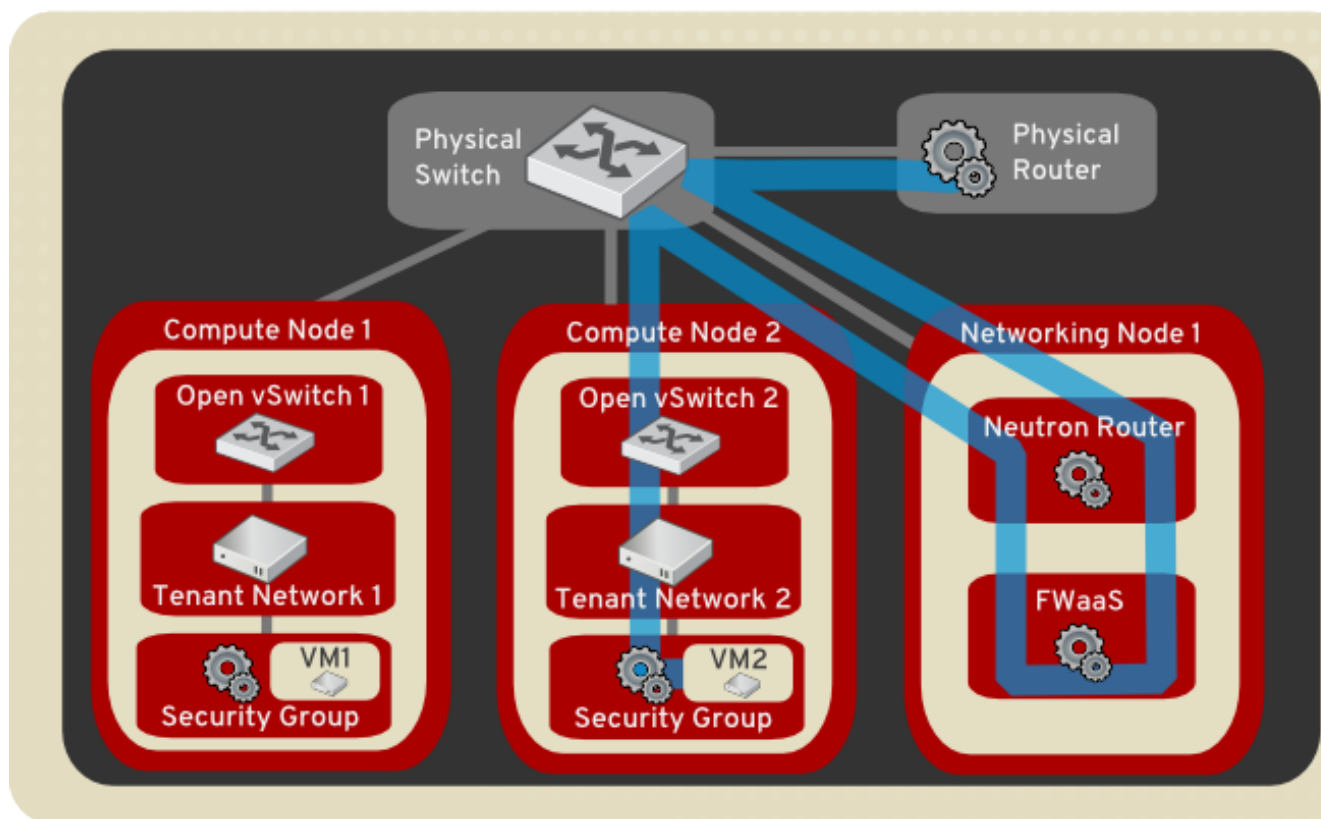 Physical
Switch
Physical
Router
Compute Node 1
Open vSwitch 1
Tenant Network 1
VM1
Security Group
Compute Node 2
Open vSwitch 2
Tenant Network 2
VM2
Security Group
Networking Node 1
Neutron Router
FWaaS